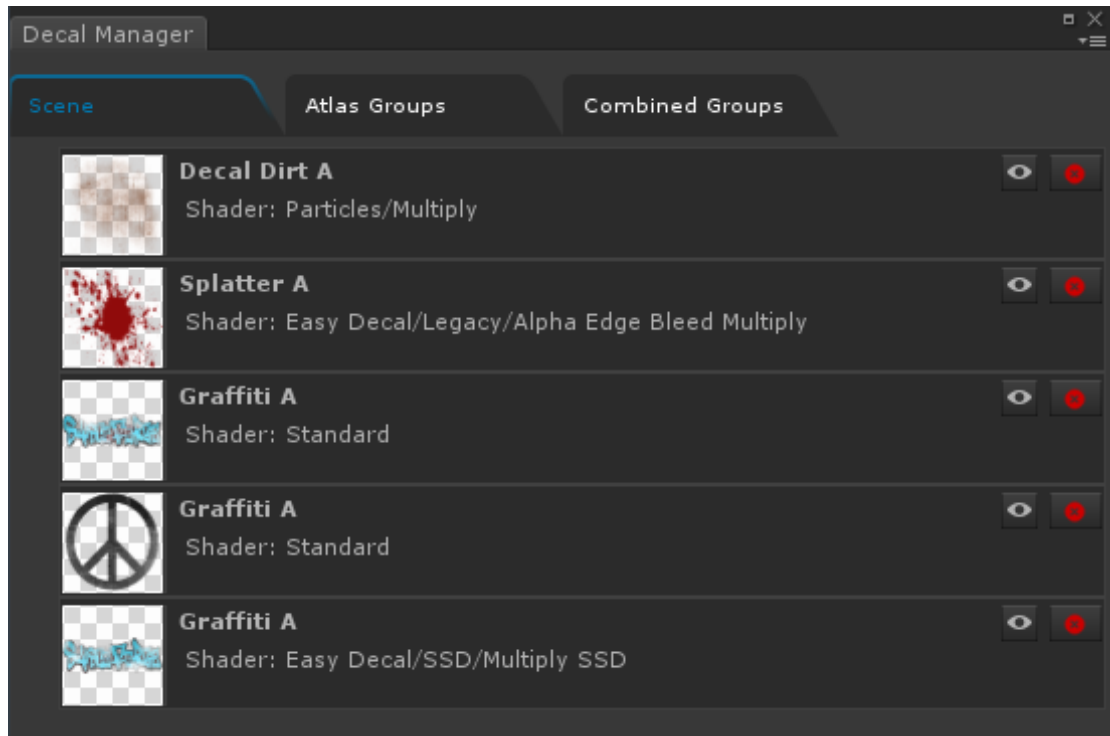 Decal Manager
Scene
Atlas Groups
Combined Groups
Decal Dirt A
Shader: Particles/Multiply
Splatter A
Shader: Easy Decal/Legacy/Alpha Edge Bleed Multiply
Graffiti A
Shader: Standard
Graffiti A
Shader: Standard
Graffiti A
Shader: Easy Decal/SSD/Multiply SSD